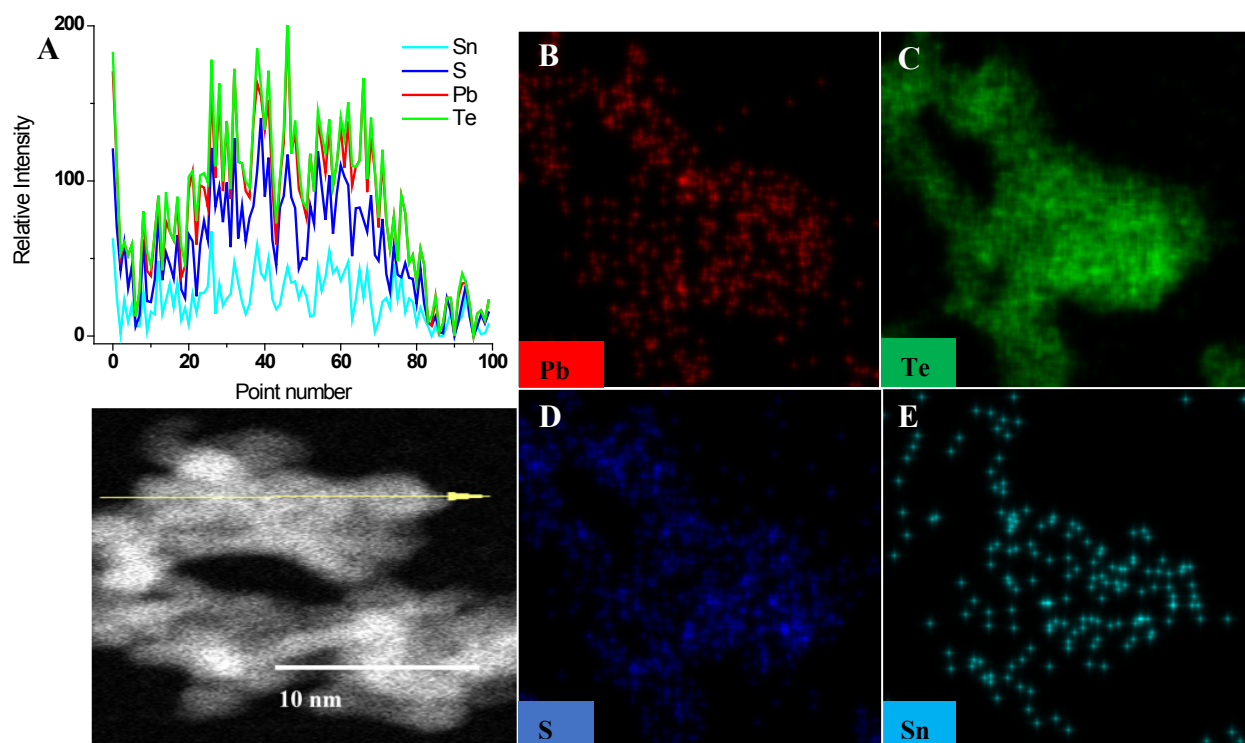 A
200
100
0
Relative Intensity
Sn
S
Pb
Te
0 20 40 60 80 100
Point number
10 nm
B
Pb
C
Te
D
S
E
Sn